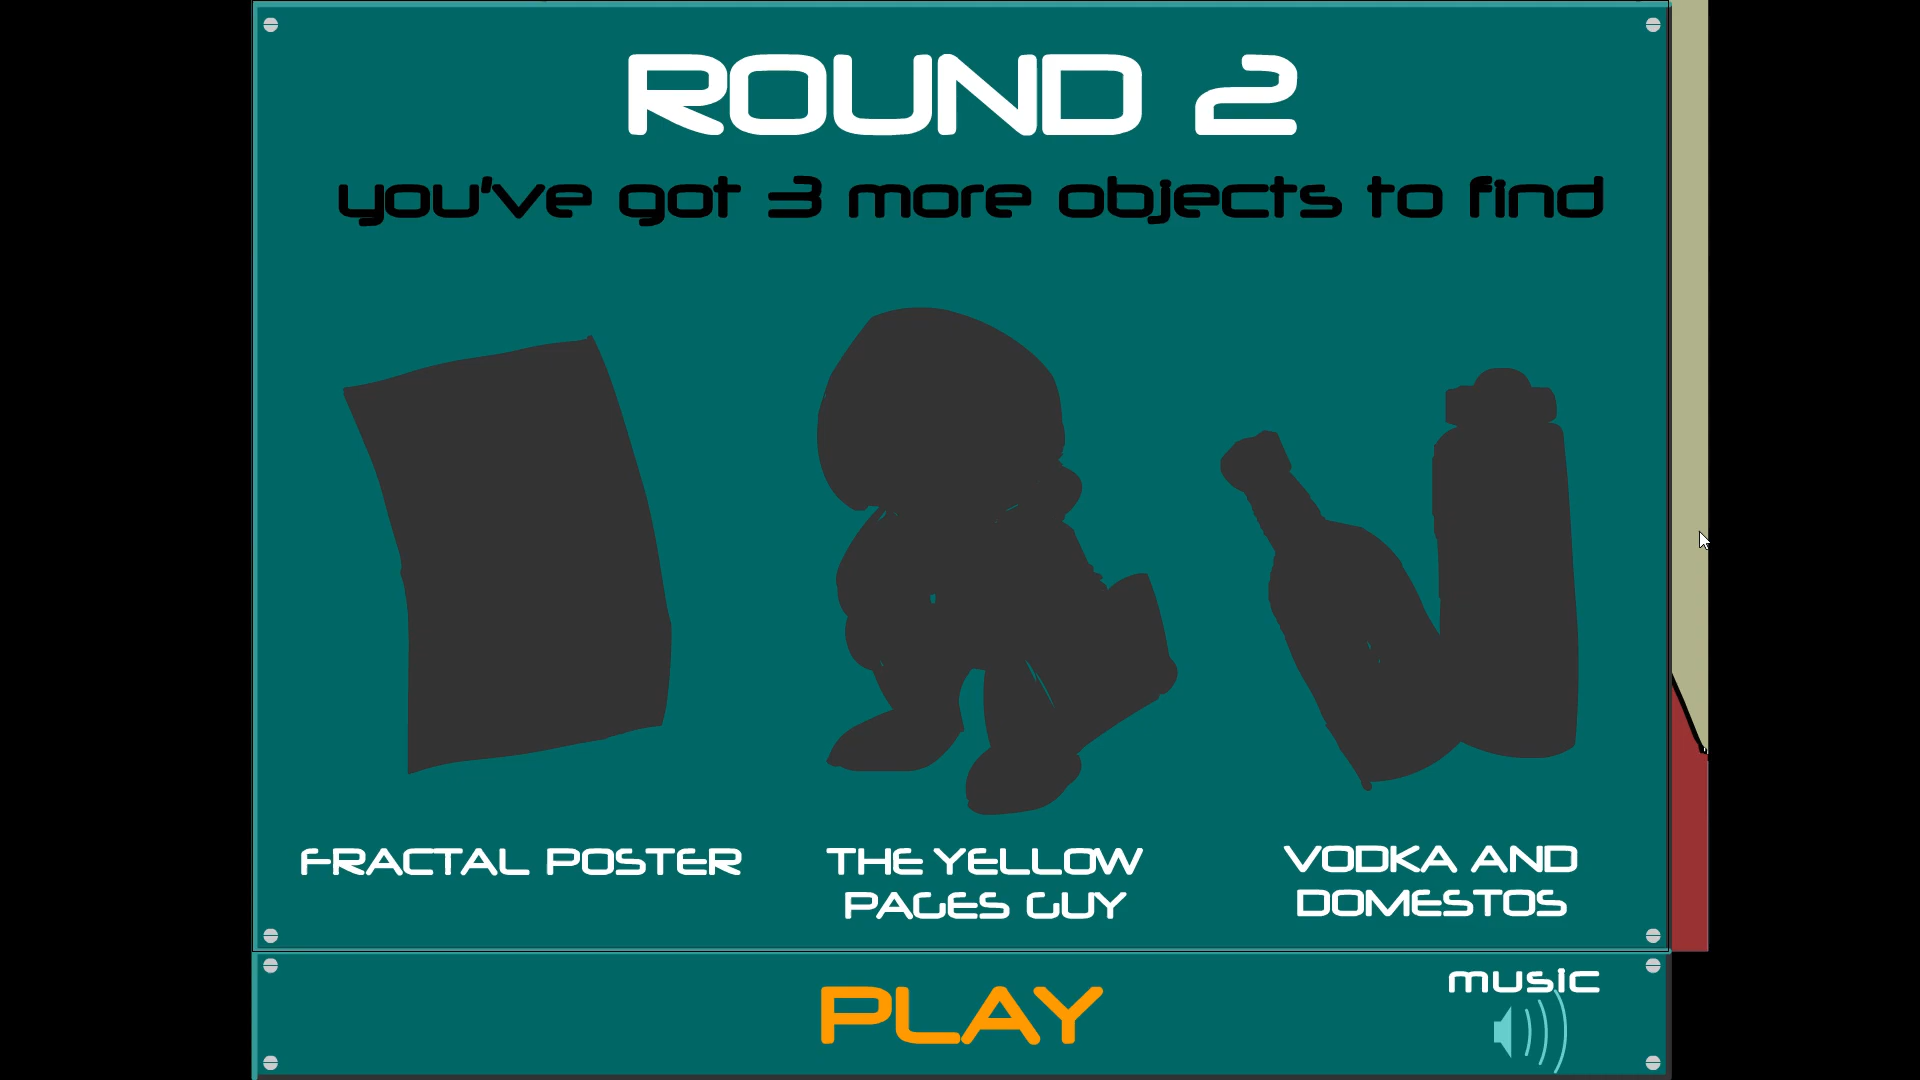 ROUND 2
you've got 3 more objects to find
FRACTAL POSTER
THE YELLOW
PAGES GUY
VODKA AND
DOMESTOS
PLAY
music